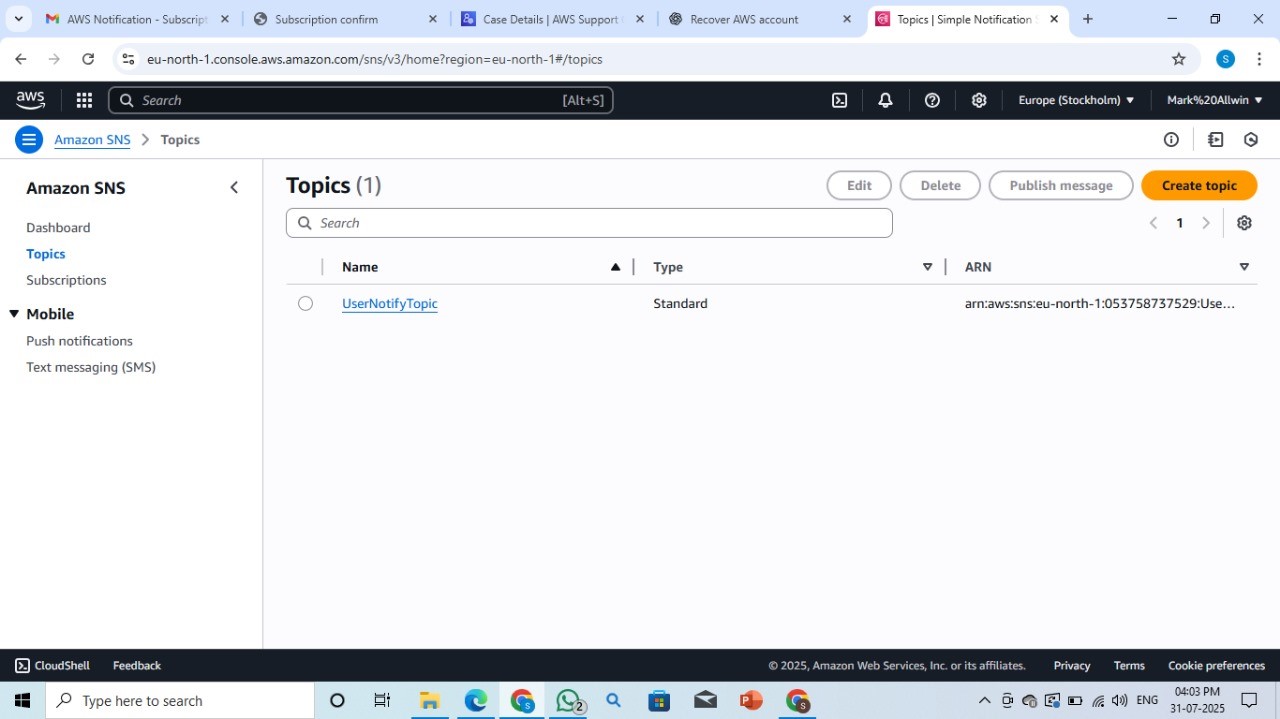 AWS Notification - Subscript
Subscription confirm
Case Details | AWS Support
Recover AWS account
Topics | Simple Notification
eu-north-1.console.aws.amazon.com/sns/v3/home?region=eu-north-1#/topics
S
aws
Search
[Alt+S]
Europe (Stockholm)
Mark%20Allwin
Amazon SNS
Topics
Amazon SNS
Dashboard
Topics
Subscriptions
Mobile
Push notifications
Text messaging (SMS)
Topics (1)
Edit
Delete
Publish message
Create topic
Search
1
Name
Type
ARN
UserNotifyTopic
Standard
arn:aws:sns:eu-north-1:053758737529:Use...
CloudShell
Feedback
© 2025, Amazon Web Services, Inc. or its affiliates.
Privacy
Terms
Cookie preferences
Type here to search
2
ENG
04:03 PM
31-07-2025